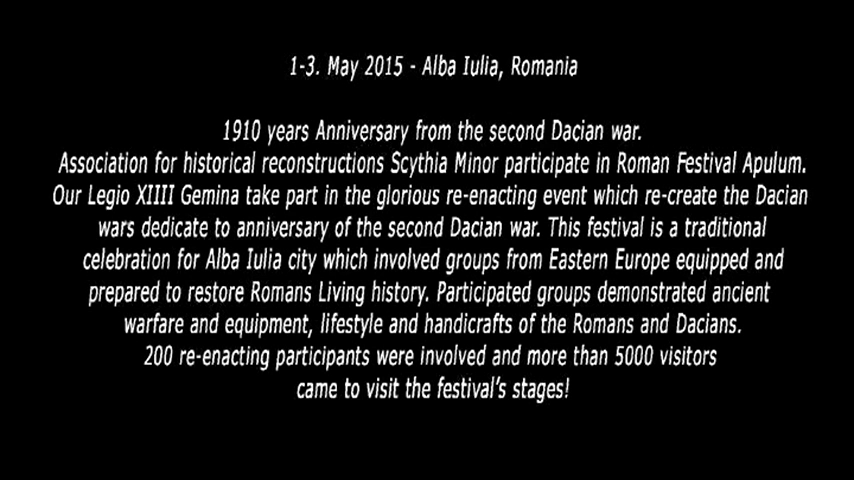 1-3. May 2015 - Alba Iulia, Romania
1910 years Anniversary from the second Dacian war.
Association for historical reconstructions Scythia Minor participate in Roman Festival Apulum.
Our Legio XIIII Gemina take part in the glorious re-enacting event which re-create the Dacian
wars dedicate to anniversary of the second Dacian war. This festival is a traditional
celebration for Alba Iulia city which involved groups from Eastern Europe equipped and
prepared to restore Romans Living history. Participated groups demonstrated ancient
warfare and equipment, lifestyle and handicrafts of the Romans and Dacians.
200 re-enacting participants were involved and more than 5000 visitors
came to visit the festival's stages!